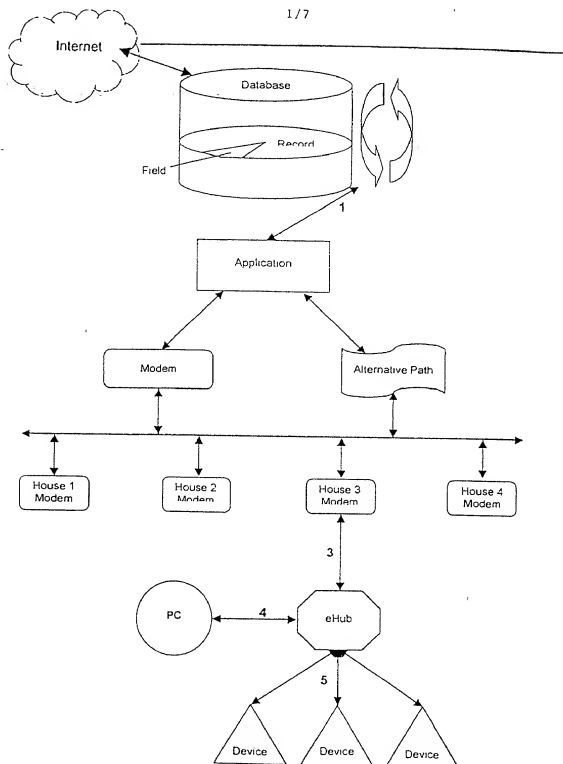 1/7
Internet
Database
Record
Field
1
Application
Modem
Alternative Path
House 1
Modem
House 2
Modem
House 3
Modem
House 4
Modem
3
PC
4
eHub
5
Device
Device
Device